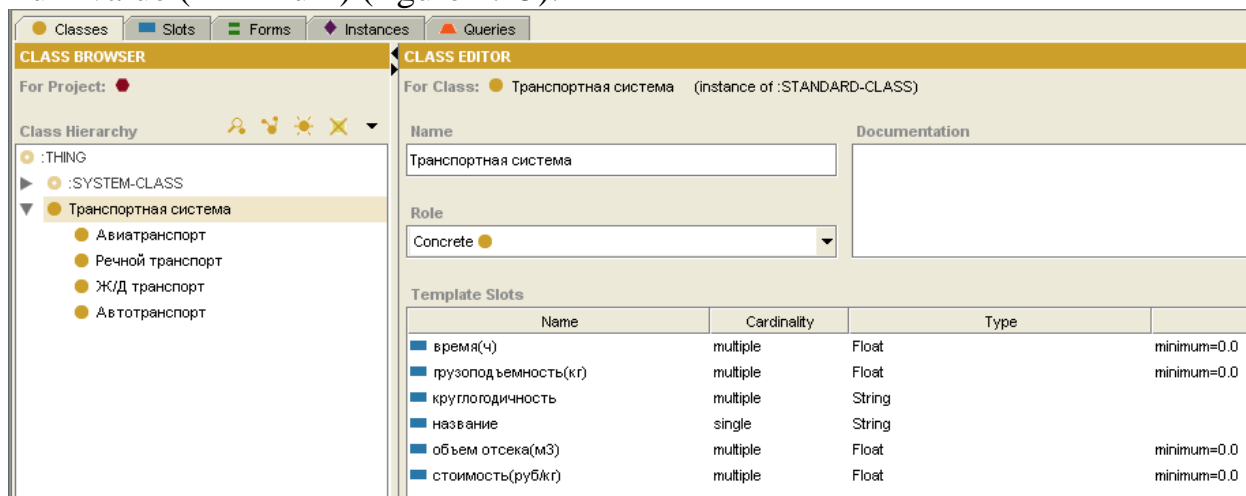 Classes Slots Forms Instances Queries
CLASS BROWSER
For Project:
Class Hierarchy
:THING
:SYSTEM-CLASS
Транспортная система
Авиатранспорт
Речной транспорт
Ж/Д транспорт
Автотранспорт
CLASS EDITOR
For Class: Транспортная система (instance of :STANDARD-CLASS)
Name Documentation
Транспортная система
Role
Concrete
Template Slots
Name Cardinality Type
время(ч) multiple Float minimum=0.0
грузоподъемность(кг) multiple Float minimum=0.0
круглогодичность multiple String
название single String
объем отсека(м3) multiple Float minimum=0.0
стоимость(руб/кг) multiple Float minimum=0.0